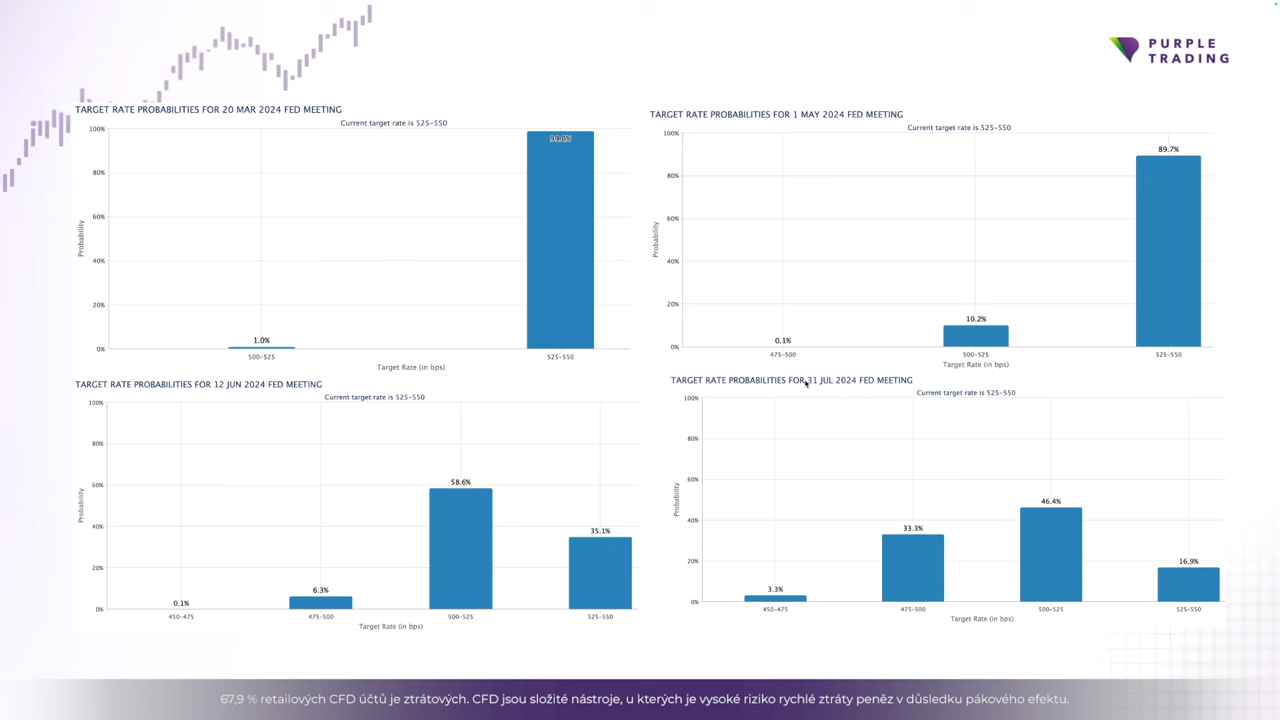 PURPLE
TRADING
TARGET RATE PROBABILITIES FOR 20 MAR 2024 FED MEETING
Current target rate is 525-550
100%
80%
60%
40%
20%
0%
Probability
99.0%
1.0%
500-525
525-550
Target Rate (in bps)
TARGET RATE PROBABILITIES FOR 1 MAY 2024 FED MEETING
Current target rate is 525-550
100%
80%
60%
40%
20%
0%
Probability
89.7%
10.2%
0.1%
475-500
500-525
525-550
Target Rate (in bps)
TARGET RATE PROBABILITIES FOR 12 JUN 2024 FED MEETING
Current target rate is 525-550
100%
80%
60%
40%
20%
0%
Probability
58.6%
35.1%
6.3%
0.1%
450-475
475-500
500-525
525-550
Target Rate (in bps)
TARGET RATE PROBABILITIES FOR 31 JUL 2024 FED MEETING
Current target rate is 525-550
100%
80%
60%
40%
20%
0%
Probability
46.4%
33.3%
16.9%
3.3%
450-475
475-500
500-525
525-550
Target Rate (in bps)
67,9 % retailových CFD účtů je ztrátových. CFD jsou složité nástroje, u kterých je vysoké riziko rychlé ztráty peněz v důsledku pákového efektu.